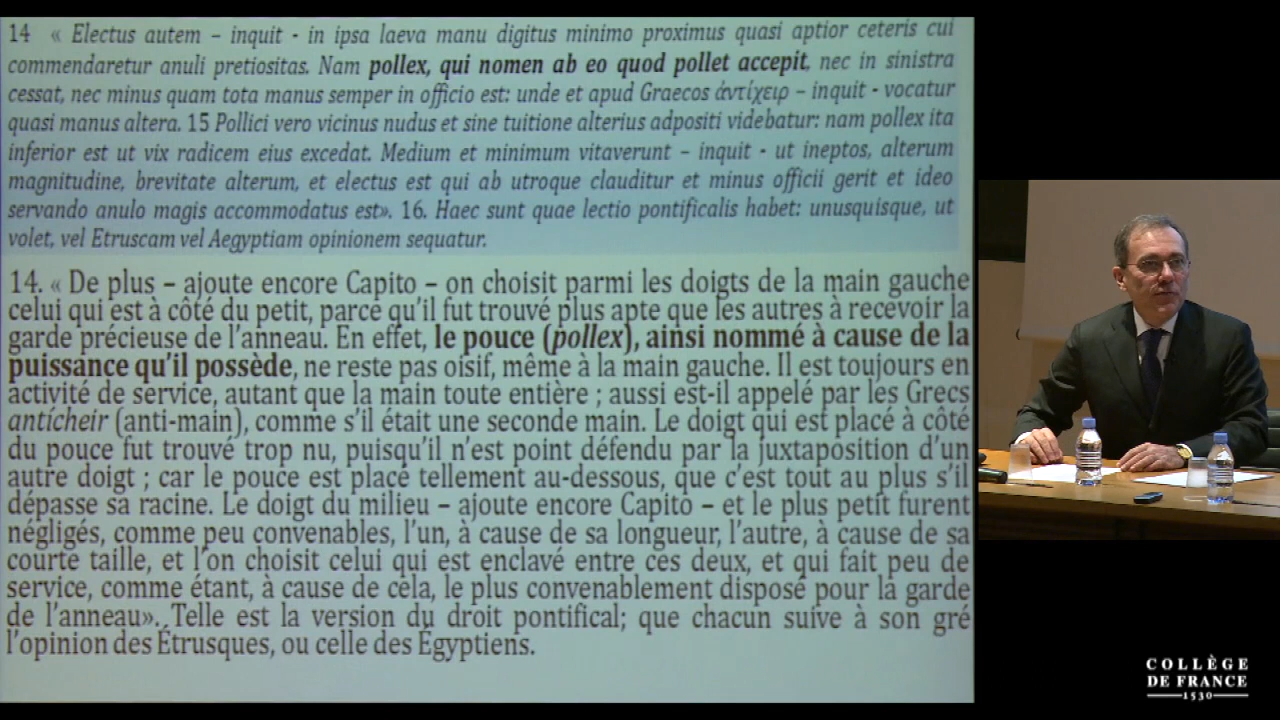 14 « Electus autem – inquit - in ipsa laeva manu digitus minimo proximus quasi aptior ceteris cui
commendaretur anuli pretiositas. Nam pollex, qui nomen ab eo quod pollet accepit, nec in sinistra
cessat, nec minus quam tota manus semper in officio est: unde et apud Graecos ἀντίχειρ – inquit - vocatur
quasi manus altera. 15 Pollici vero vicinus nudus et sine tuitione alterius adpositi videbatur: nam pollex ita
inferior est ut vix radicem eius excedat. Medium et minimum vitaverunt – inquit - ut ineptos, alterum
magnitudine, brevitate alterum, et electus est qui ab utroque clauditur et minus officii gerit et ideo
servando anulo magis accommodatus est». 16. Haec sunt quae lectio pontificalis habet: unusquisque, ut
volet, vel Etruscam vel Aegyptiam opinionem sequatur.
14. « De plus – ajoute encore Capito – on choisit parmi les doigts de la main gauche
celui qui est à côté du petit, parce qu'il fut trouvé plus apte que les autres à recevoir la
garde précieuse de l'anneau. En effet, le pouce (pollex), ainsi nommé à cause de la
puissance qu'il possède, ne reste pas oisif, même à la main gauche. Il est toujours en
activité de service, autant que la main toute entière ; aussi est-il appelé par les Grecs
anticheir (anti-main), comme s'il était une seconde main. Le doigt qui est placé à côté
du pouce fut trouvé trop nu, puisqu'il n'est point défendu par la juxtaposition d'un
autre doigt ; car le pouce est placé tellement au-dessous, que c'est tout au plus s'il
dépasse sa racine. Le doigt du milieu – ajoute encore Capito – et le plus petit furent
négligés, comme peu convenables, l'un, à cause de sa longueur, l'autre, à cause de sa
courte taille, et l'on choisit celui qui est enclavé entre ces deux, et qui fait peu de
service, comme étant, à cause de cela, le plus convenablement disposé pour la garde
de l'anneau». Telle est la version du droit pontifical; que chacun suive à son gré
l'opinion des Étrusques, ou celle des Égyptiens.
COLLÈGE
DE FRANCE
1530